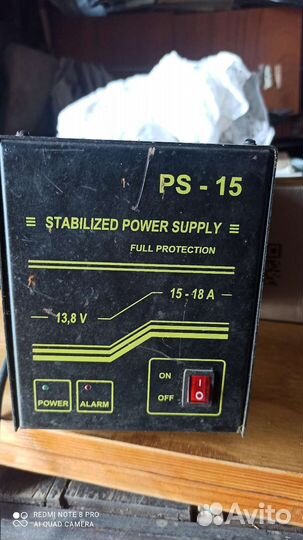 PS - 15
STABILIZED POWER SUPPLY
FULL PROTECTION
15 - 18 A
13,8 V
ON
OFF
POWER
ALARM
REDMI NOTE 8 PRO
AI QUAD CAMERA
Avito